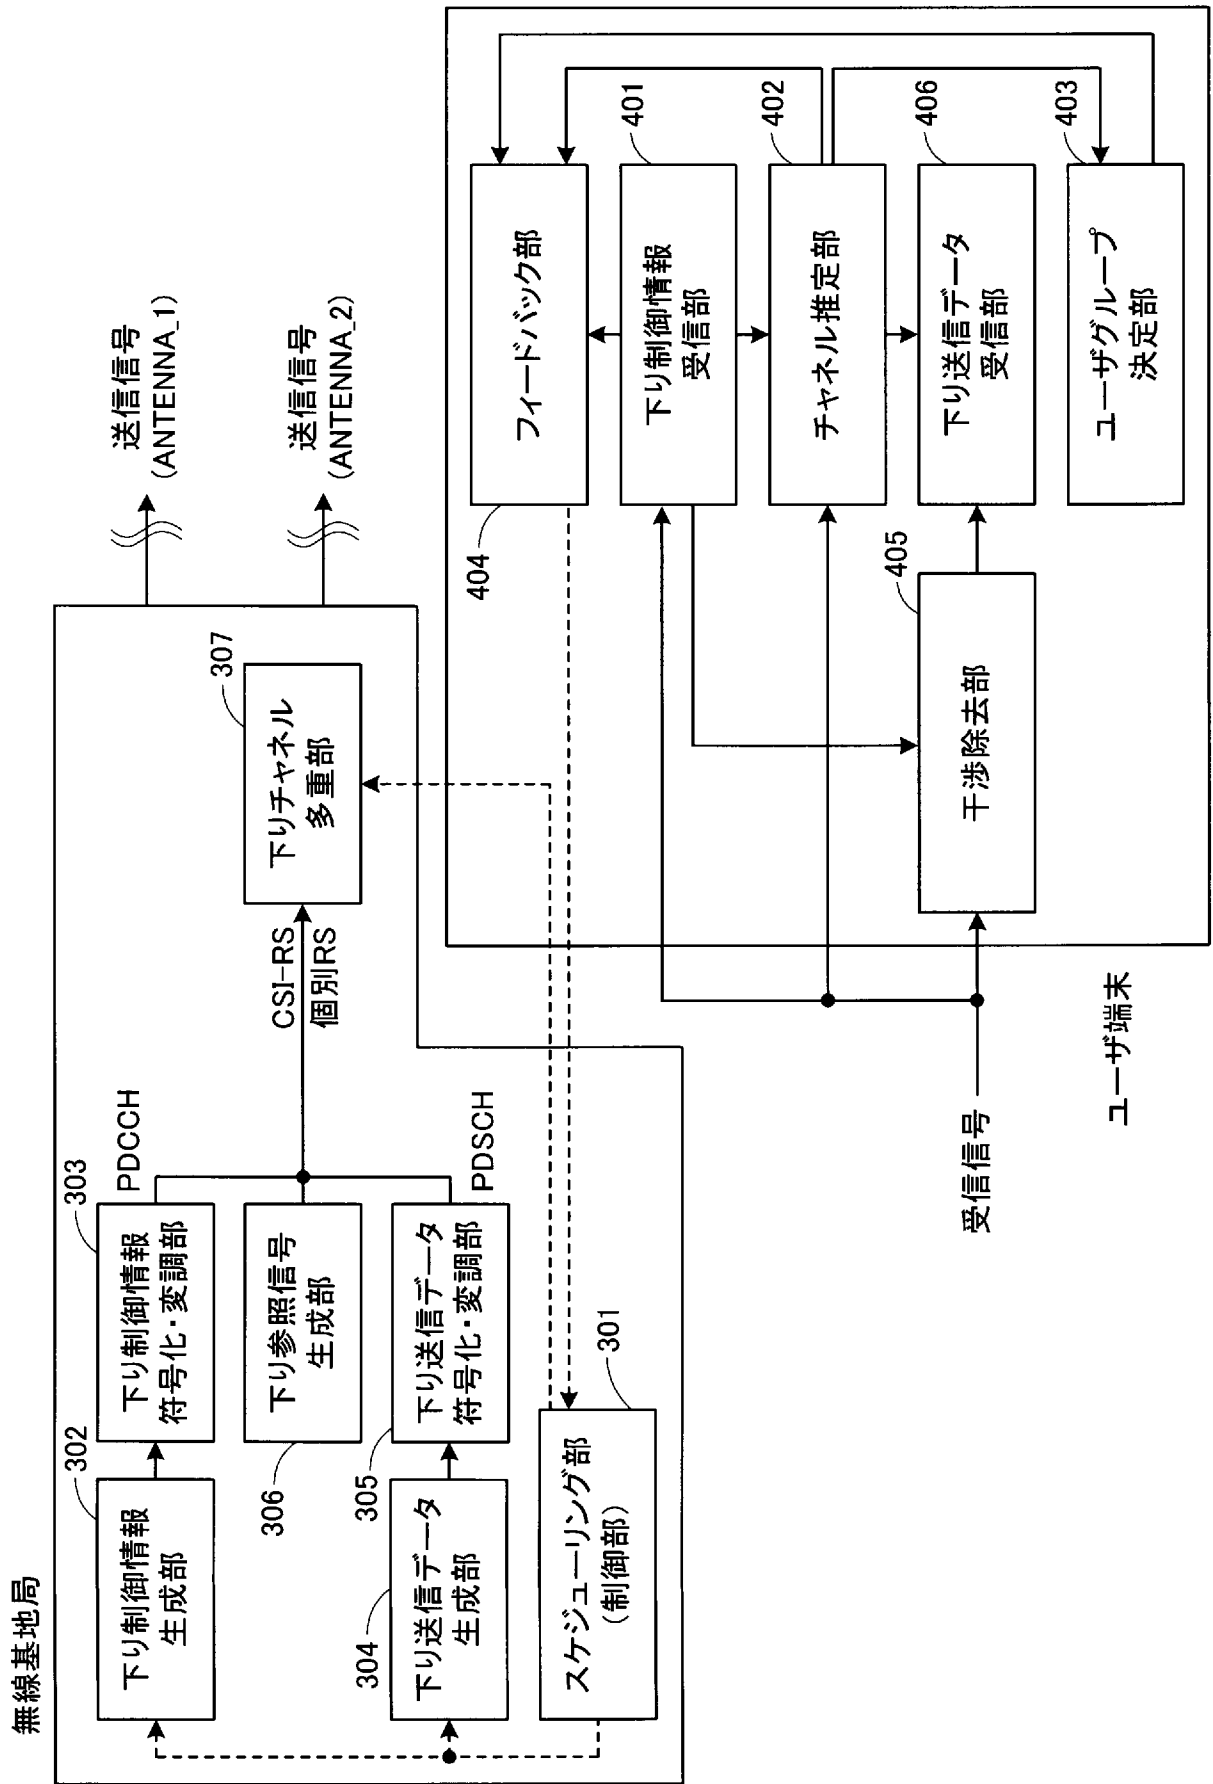 無線基地局
302
下り制御情報
生成部
303
下り制御情報
符号化・変調部
PDCCH
306
下り参照信号
生成部
304
下り送信データ
生成部
305
下り送信データ
符号化・変調部
PDSCH
301
スケジューリング部
(制御部)
CSI-RS
個別RS
307
下りチャネル
多重部
送信信号
(ANTENNA_1)
送信信号
(ANTENNA_2)
ユーザ端末
受信信号
404
フィードバック部
401
下り制御情報
受信部
402
チャネル推定部
405
干渉除去部
406
下り送信データ
受信部
403
ユーザグループ
決定部